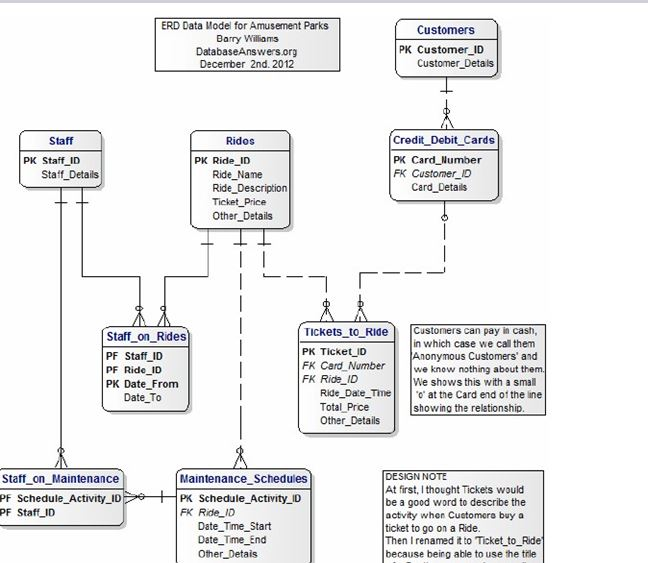 ERD Data Model for Amusement Parks
Barry Williams
DatabaseAnswers.org
December 2nd. 2012
Customers
PK Customer_ID
Customer_Details
Staff
PK Staff_ID
Staff_Details
Rides
PK Ride_ID
Ride_Name
Ride_Description
Ticket_Price
Other_Details
Credit_Debit_Cards
PK Card_Number
FK Customer_ID
Card_Details
Staff_on_Rides
PF Staff_ID
PF Ride_ID
PK Date_From
Date_To
Tickets_to_Ride
PK Ticket_ID
FK Card_Number
FK Ride_ID
Ride_Date_Time
Total_Price
Other_Details
Customers can pay in cash,
in which case we call them
'Anonymous Customers' and
we know nothing about them.
We shows this with a small
'o' at the Card end of the line
showing the relationship.
Staff_on_Maintenance
PF Schedule_Activity_ID
PF Staff_ID
Maintenance_Schedules
PK Schedule_Activity_ID
FK Ride_ID
Date_Time_Start
Date_Time_End
Other_Details
DESIGN NOTE
At first, I thought Tickets would
be a good word to describe the
activity when Customers buy a
ticket to go on a Ride.
Then I renamed it to 'Ticket_to_Ride'
because being able to use the title